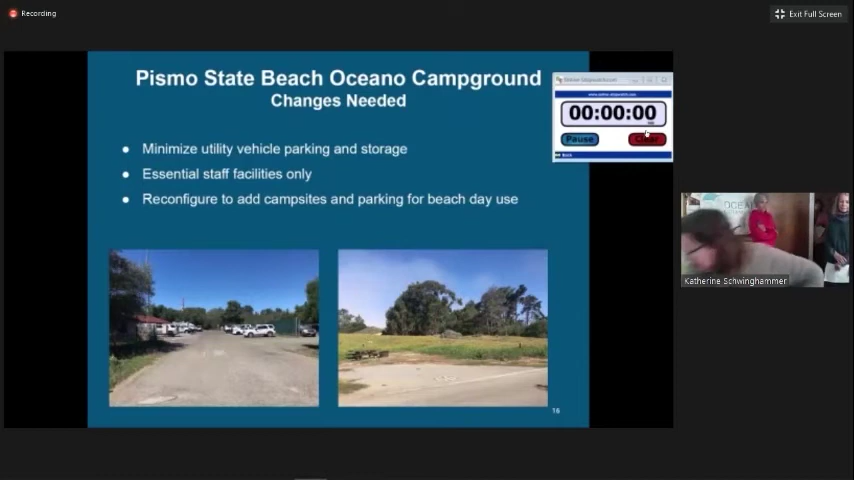 Recording
Exit Full Screen
Pismo State Beach Oceano Campground
Changes Needed
00:00:00
Pause
Clear
● Minimize utility vehicle parking and storage
● Essential staff facilities only
● Reconfigure to add campsites and parking for beach day use
OCEA
Katherine Schwinghammer
16